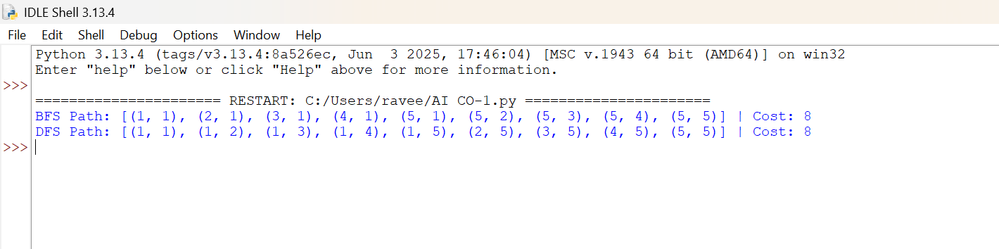 IDLE Shell 3.13.4
File Edit Shell Debug Options Window Help
Python 3.13.4 (tags/v3.13.4:8a526ec, Jun  3 2025, 17:46:04) [MSC v.1943 64 bit (AMD64)] on win32
Enter "help" below or click "Help" above for more information.
>>>
====================== RESTART: C:/Users/ravee/AI CO-1.py ======================
BFS Path: [(1, 1), (2, 1), (3, 1), (4, 1), (5, 1), (5, 2), (5, 3), (5, 4), (5, 5)] | Cost: 8
DFS Path: [(1, 1), (1, 2), (1, 3), (1, 4), (1, 5), (2, 5), (3, 5), (4, 5), (5, 5)] | Cost: 8
>>>